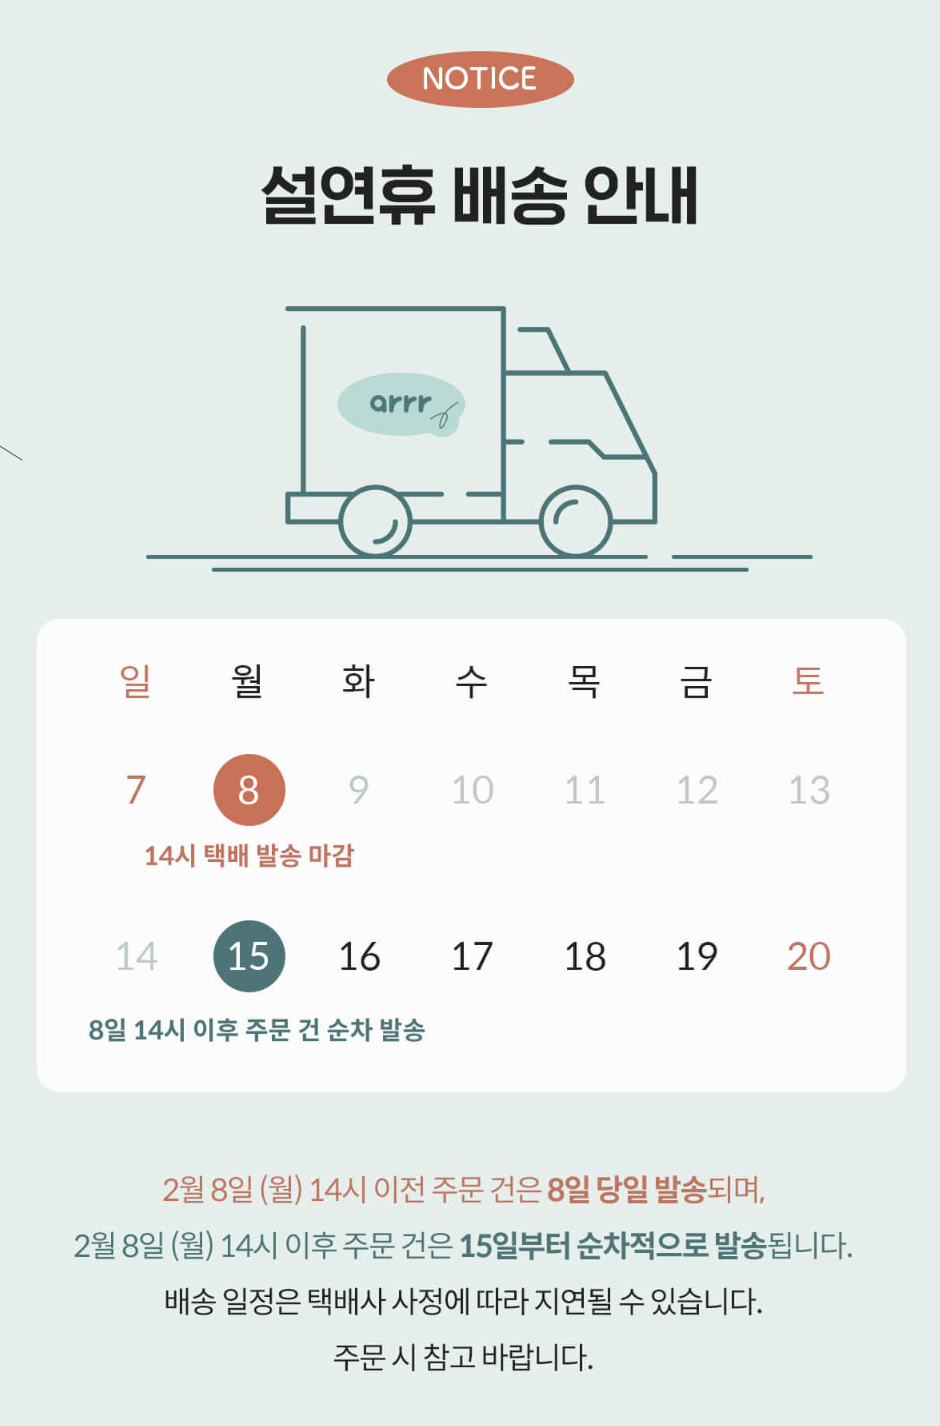 NOTICE
설연휴 배송 안내
arrr
일 월 화 수 목 금 토
7 8 9 10 11 12 13
14시 택배 발송 마감
14 15 16 17 18 19 20
8일 14시 이후 주문 건 순차 발송
2월 8일 (월) 14시 이전 주문 건은 8일 당일 발송되며,
2월 8일 (월) 14시 이후 주문 건은 15일부터 순차적으로 발송됩니다.
배송 일정은 택배사 사정에 따라 지연될 수 있습니다.
주문 시 참고 바랍니다.